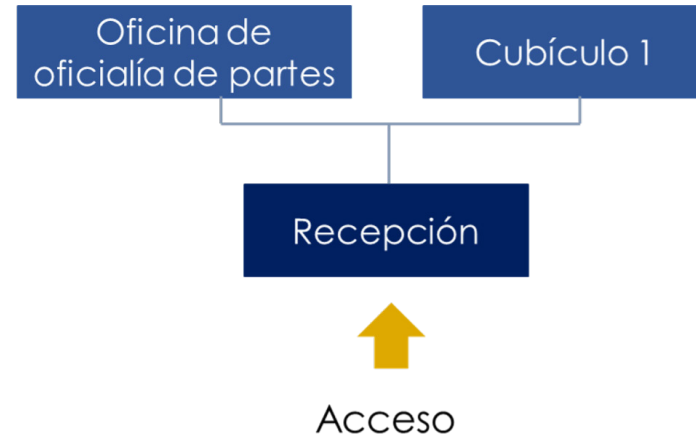 Oficina de
oficialía de partes
Cubículo 1
Recepción
Acceso